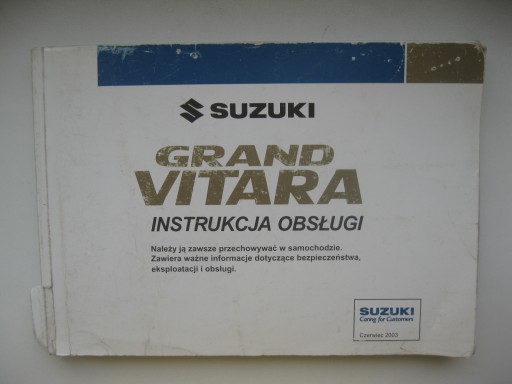 SUZUKI
GRAND
VITARA
INSTRUKCJA OBSŁUGI
Należy ją zawsze przechowywać w samochodzie.
Zawiera ważne informacje dotyczące bezpieczeństwa,
eksploatacji i obsługi.
SUZUKI
Caring for Customers
Czerwiec 2003